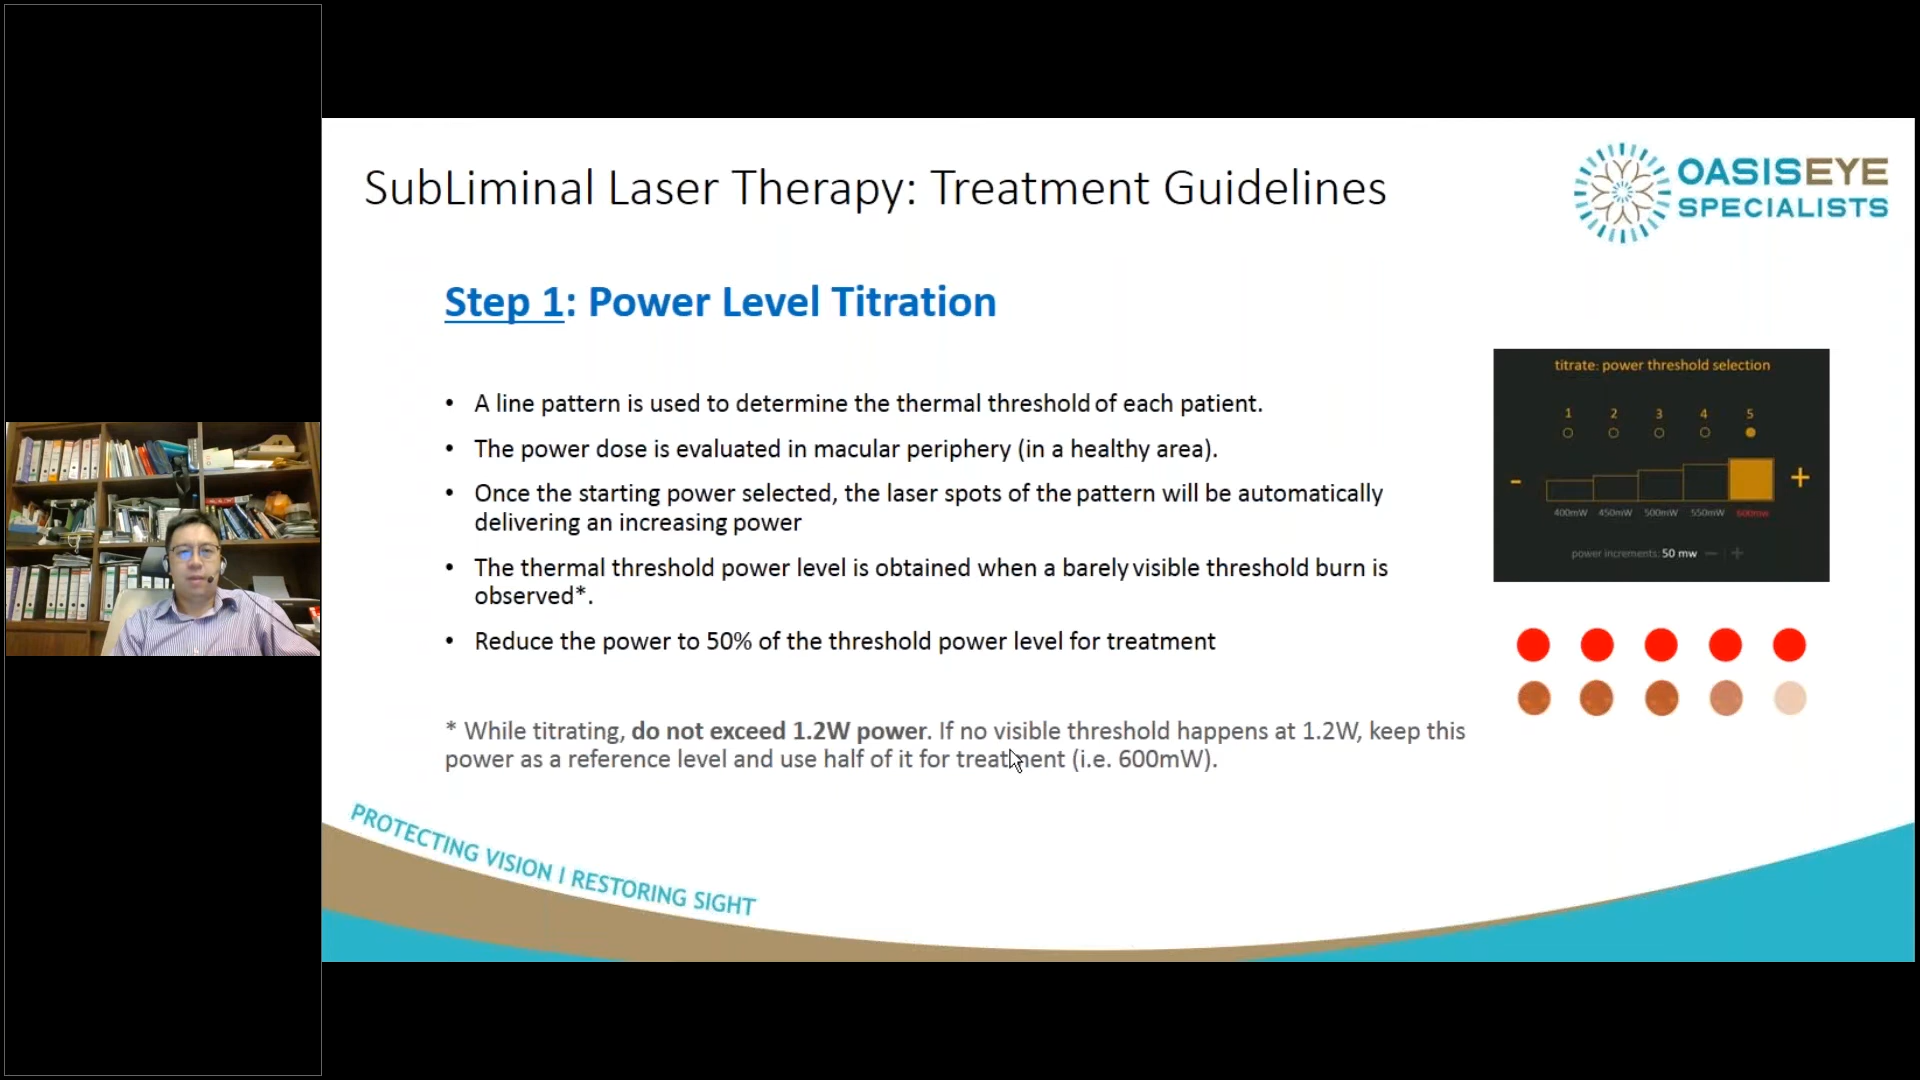 SubLiminal Laser Therapy: Treatment Guidelines
OASISEYE
SPECIALISTS
Step 1: Power Level Titration
• A line pattern is used to determine the thermal threshold of each patient.
• The power dose is evaluated in macular periphery (in a healthy area).
• Once the starting power selected, the laser spots of the pattern will be automatically
delivering an increasing power
• The thermal threshold power level is obtained when a barely visible threshold burn is
observed*.
• Reduce the power to 50% of the threshold power level for treatment
* While titrating, do not exceed 1.2W power. If no visible threshold happens at 1.2W, keep this
power as a reference level and use half of it for treatment (i.e. 600mW).
titrate: power threshold selection
1 2 3 4 5
- +
400mW 450mW 500mW 550mW 600mW
power increments: 50 mw — | +
PROTECTING VISION I RESTORING SIGHT